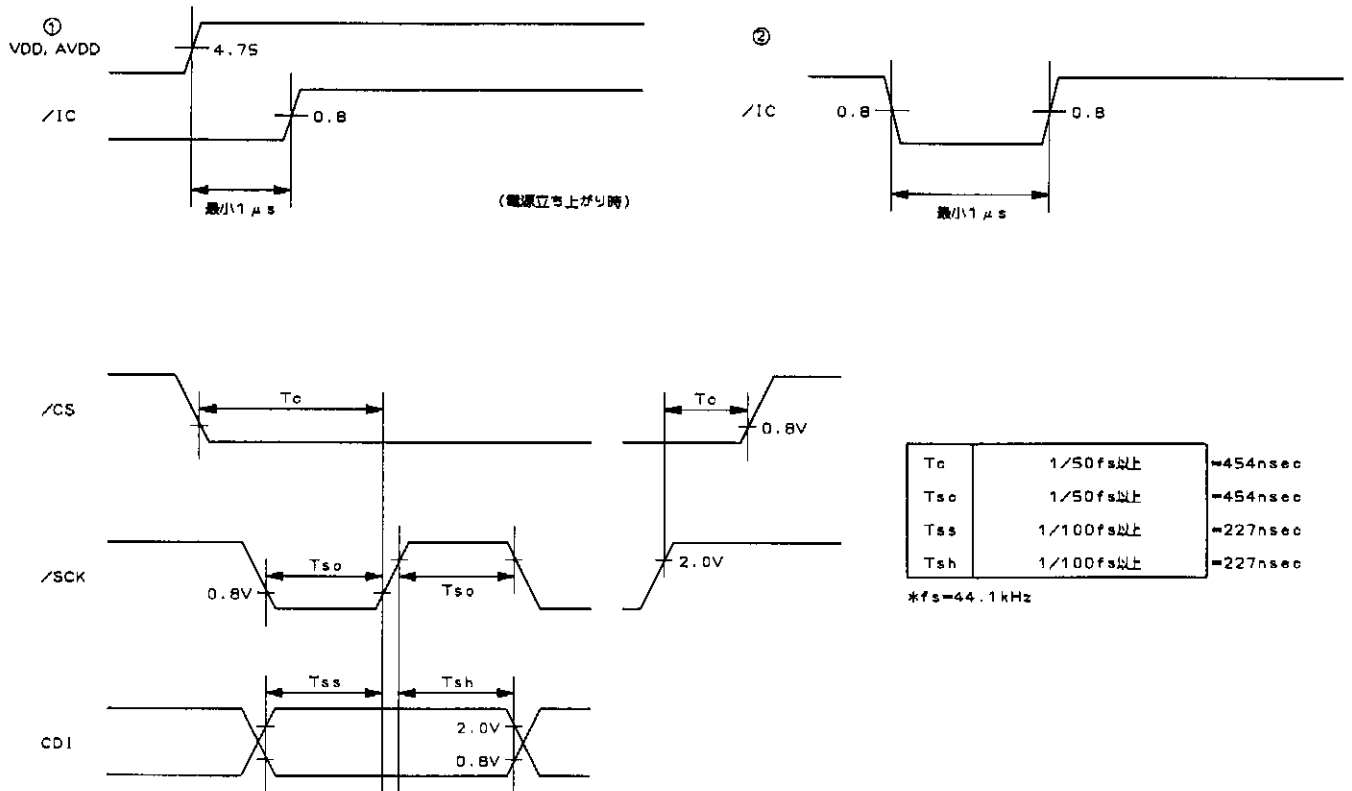 ①
VDD, AVDD
4.75
/IC
0.8
最小1μs
(電源立ち上がり時)
②
/IC
0.8
0.8
最小1μs
/CS
Tc
Tc
0.8V
/SCK
0.8V
Tsc
Tsc
2.0V
CDI
Tss
Tsh
2.0V
0.8V
Tc 1/50fs以上 =454nsec
Tsc 1/50fs以上 =454nsec
Tss 1/100fs以上 =227nsec
Tsh 1/100fs以上 =227nsec
*fs=44.1kHz